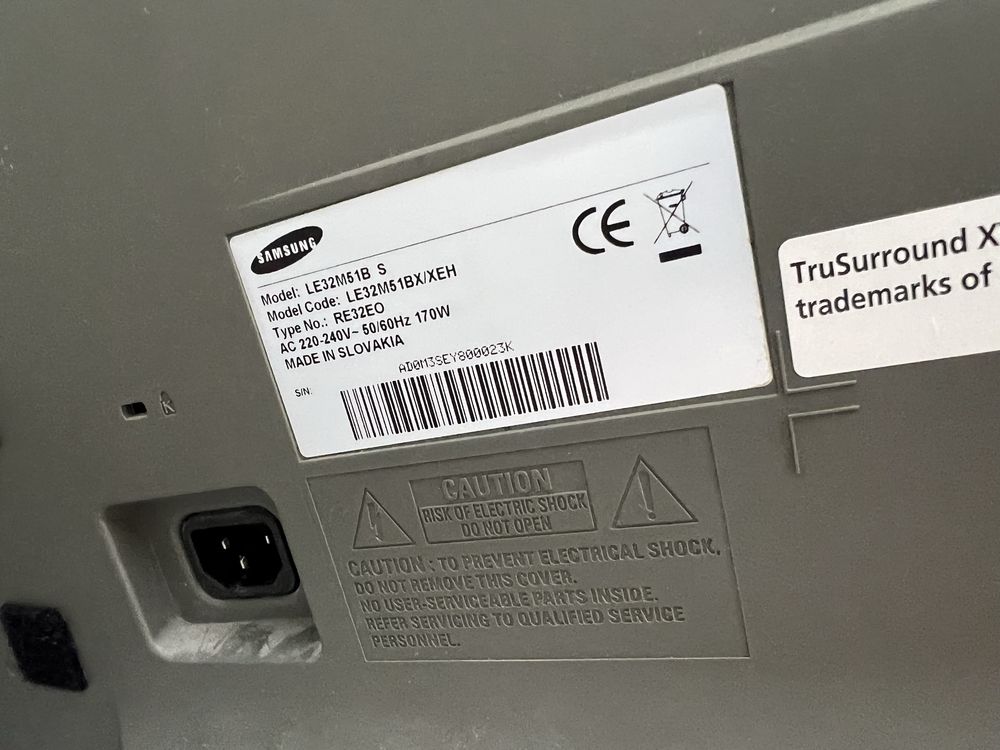 SAMSUNG
Model: LE32M51B S
Model Code: LE32M51BX/XEH
Type No.: RE32EO
AC 220-240V~ 50/60Hz 170W
MADE IN SLOVAKIA
S/N: AD0M3SEY800023K
CE
TruSurround X
trademarks of
CAUTION
RISK OF ELECTRIC SHOCK
DO NOT OPEN
CAUTION : TO PREVENT ELECTRICAL SHOCK,
DO NOT REMOVE THIS COVER.
NO USER-SERVICEABLE PARTS INSIDE.
REFER SERVICING TO QUALIFIED SERVICE
PERSONNEL.